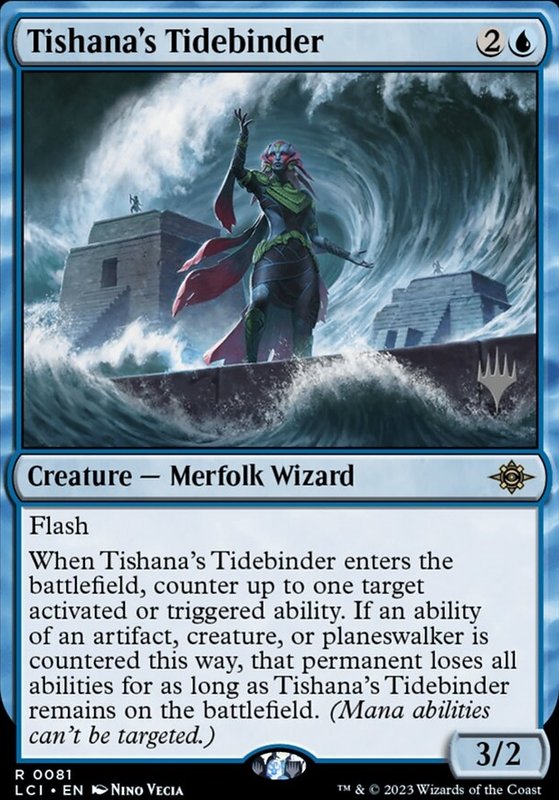 Tishana's Tidebinder 2
Creature — Merfolk Wizard
Flash
When Tishana's Tidebinder enters the
battlefield, counter up to one target
activated or triggered ability. If an ability
of an artifact, creature, or planeswalker is
countered this way, that permanent loses all
abilities for as long as Tishana's Tidebinder
remains on the battlefield. (Mana abilities
can't be targeted.)
3/2
R 0081
LCI • EN Nino Vecia ™ & © 2023 Wizards of the Coast